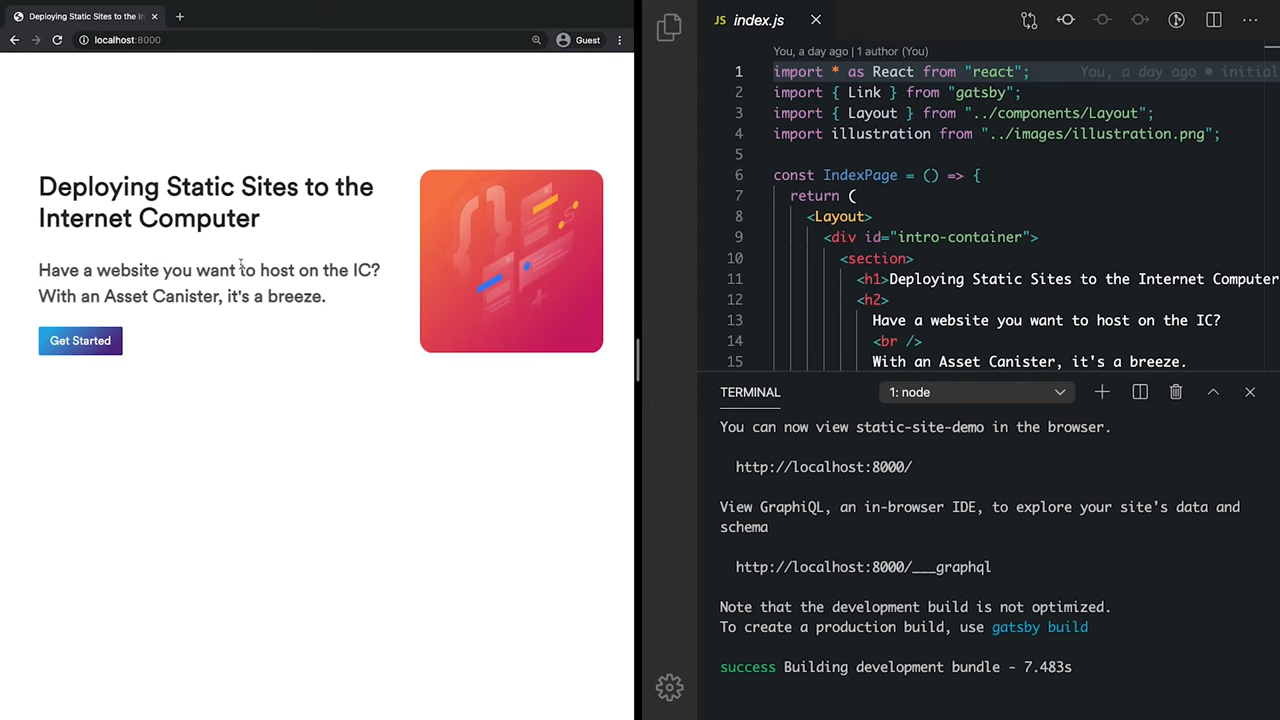 Deploying Static Sites to the In
localhost:8000
Guest
Deploying Static Sites to the
Internet Computer
Have a website you want to host on the IC?
With an Asset Canister, it's a breeze.
Get Started
JS index.js
You, a day ago | 1 author (You)
1 import * as React from "react"; You, a day ago • initial
2 import { Link } from "gatsby";
3 import { Layout } from "../components/Layout";
4 import illustration from "../images/illustration.png";
5
6 const IndexPage = () => {
7 return (
8 <Layout>
9 <div id="intro-container">
10 <section>
11 <h1>Deploying Static Sites to the Internet Computer
12 <h2>
13 Have a website you want to host on the IC?
14 <br />
15 With an Asset Canister, it's a breeze.
TERMINAL
1: node
You can now view static-site-demo in the browser.
http://localhost:8000/
View GraphiQL, an in-browser IDE, to explore your site's data and
schema
http://localhost:8000/___graphql
Note that the development build is not optimized.
To create a production build, use gatsby build
success Building development bundle - 7.483s